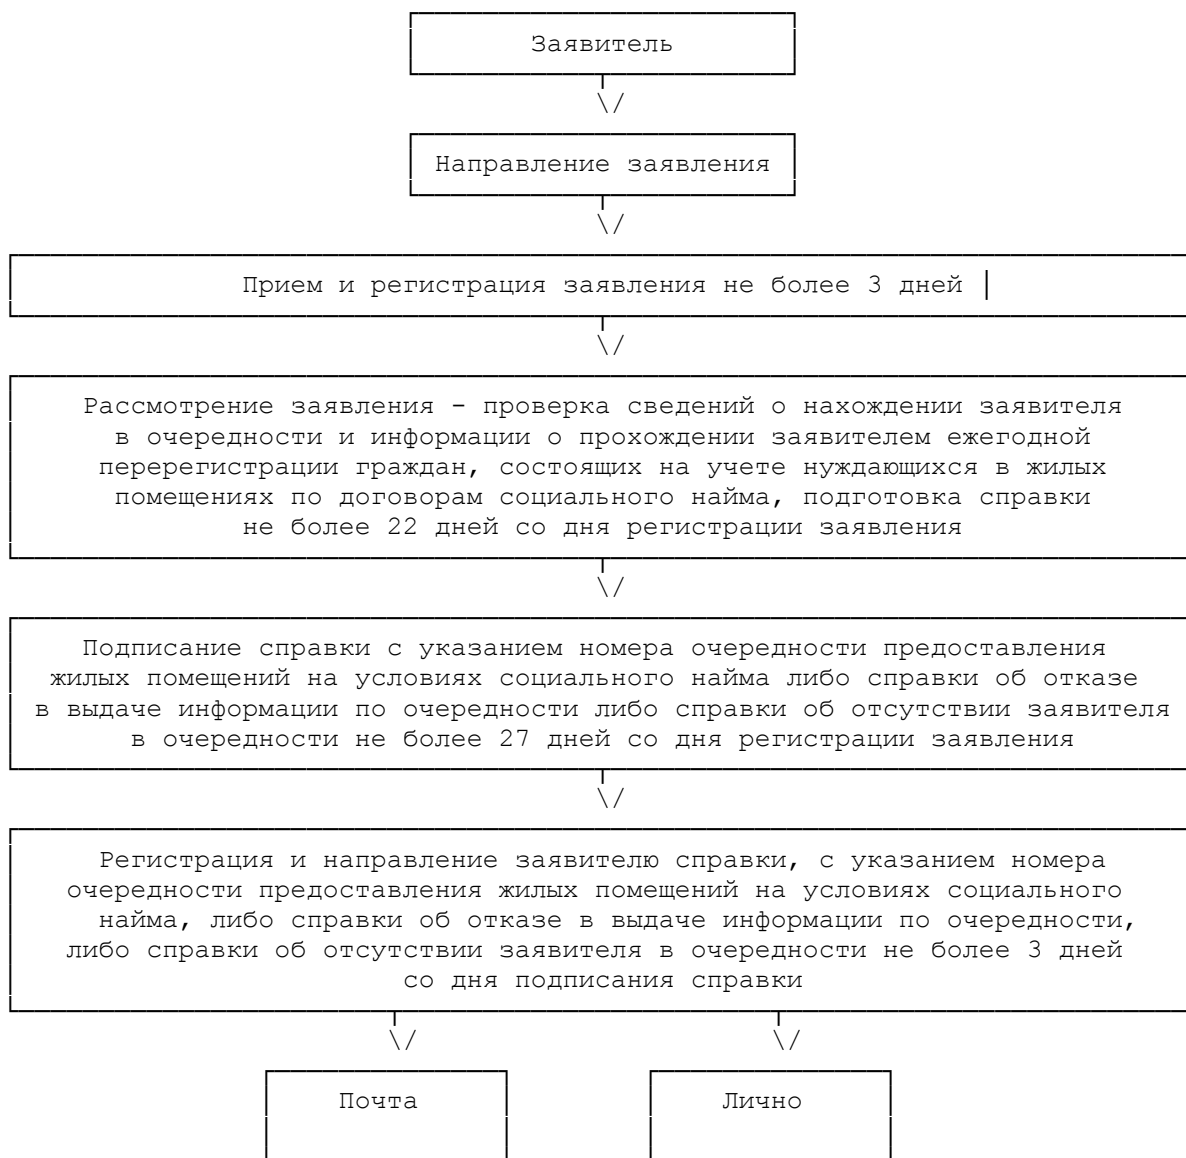 Заявитель
Направление заявления
Прием и регистрация заявления не более 3 дней
Рассмотрение заявления - проверка сведений о нахождении заявителя
в очередности и информации о прохождении заявителем ежегодной
перерегистрации граждан, состоящих на учете нуждающихся в жилых
помещениях по договорам социального найма, подготовка справки
не более 22 дней со дня регистрации заявления
Подписание справки с указанием номера очередности предоставления
жилых помещений на условиях социального найма либо справки об отказе
в выдаче информации по очередности либо справки об отсутствии заявителя
в очередности не более 27 дней со дня регистрации заявления
Регистрация и направление заявителю справки, с указанием номера
очередности предоставления жилых помещений на условиях социального
найма, либо справки об отказе в выдаче информации по очередности,
либо справки об отсутствии заявителя в очередности не более 3 дней
со дня подписания справки
Почта Лично